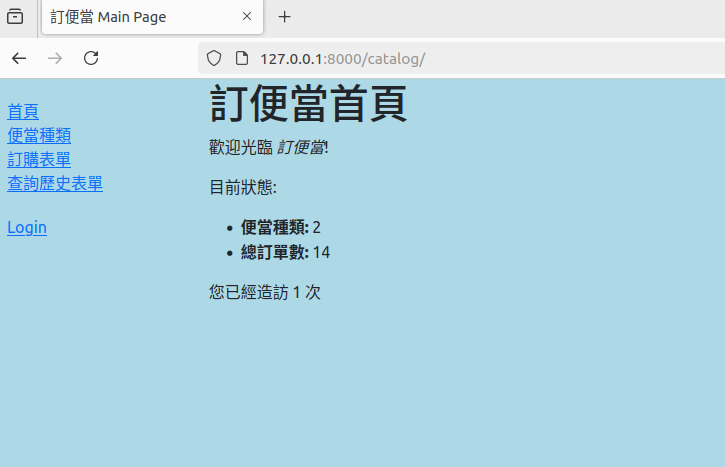 訂便當 Main Page
127.0.0.1:8000/catalog/
首頁
便當種類
訂購表單
查詢歷史表單
Login
訂便當首頁
歡迎光臨 訂便當!
目前狀態:
便當種類: 2
總訂單數: 14
您已經造訪 1 次